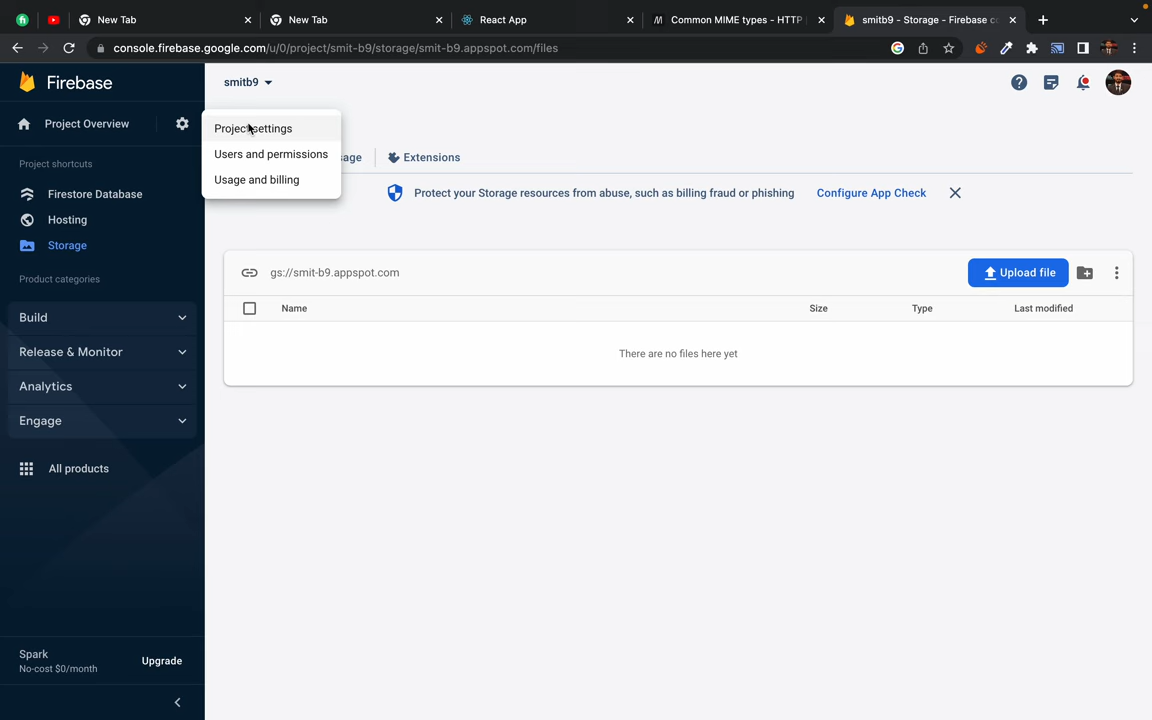 New Tab
New Tab
React App
Common MIME types - HTTP
smitb9 - Storage - Firebase co
console.firebase.google.com/u/0/project/smit-b9/storage/smit-b9.appspot.com/files
Firebase
smitb9
Project Overview
Project settings
Users and permissions
Usage and billing
sage
Extensions
Project shortcuts
Firestore Database
Hosting
Storage
Protect your Storage resources from abuse, such as billing fraud or phishing
Configure App Check
gs://smit-b9.appspot.com
Upload file
Name
Size
Type
Last modified
There are no files here yet
Product categories
Build
Release & Monitor
Analytics
Engage
All products
Spark
No-cost $0/month
Upgrade